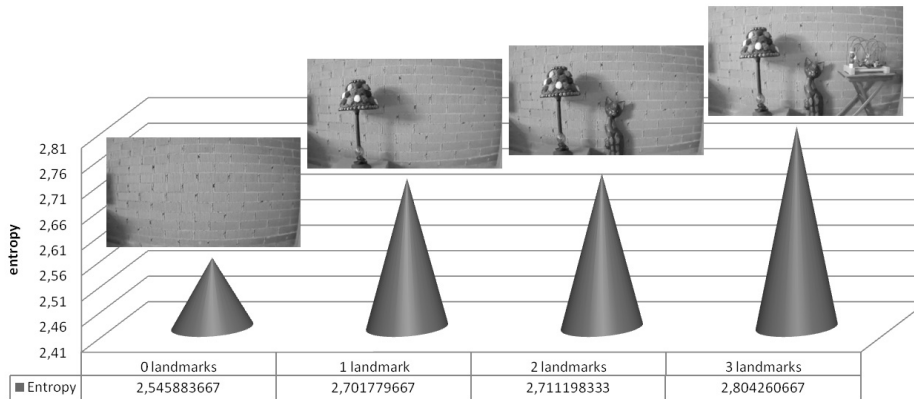 entropy
2,81
2,76
2,71
2,66
2,61
2,56
2,51
2,46
2,41
0 landmarks
1 landmark
2 landmarks
3 landmarks
Entropy
2,545883667
2,701779667
2,711198333
2,804260667